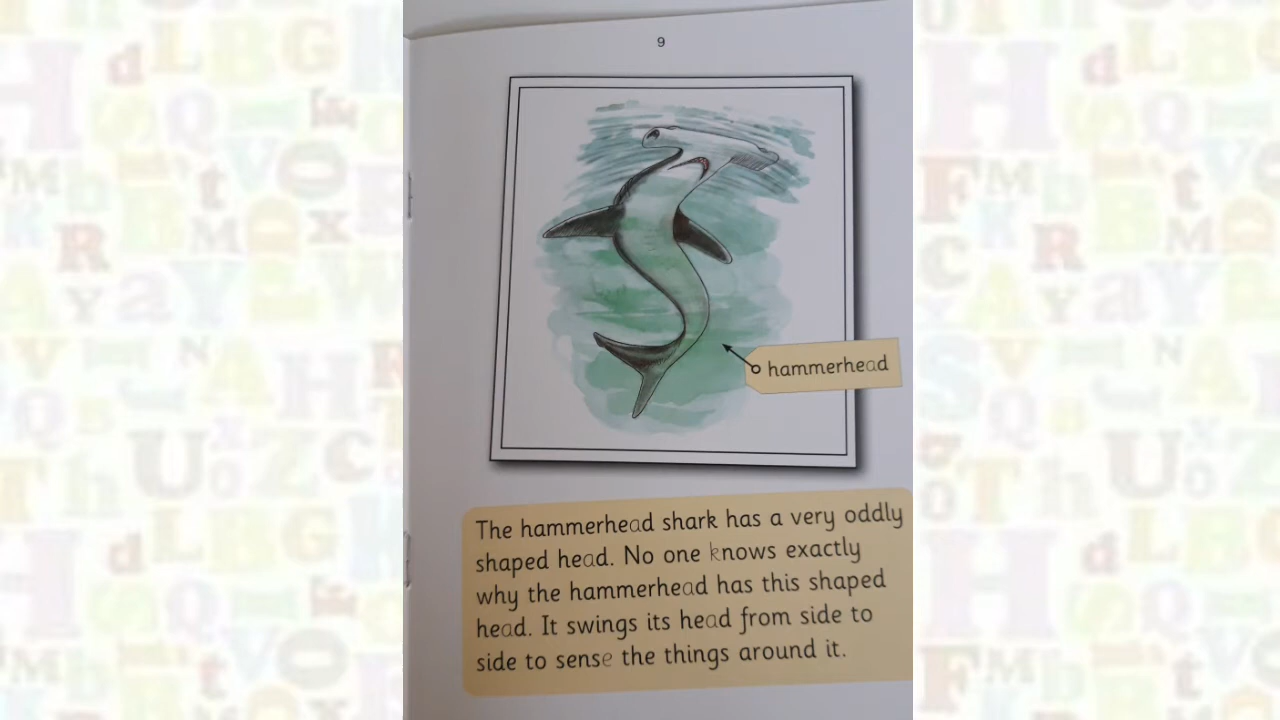 9
hammerhead
The hammerhead shark has a very oddly
shaped head. No one knows exactly
why the hammerhead has this shaped
head. It swings its head from side to
side to sense the things around it.